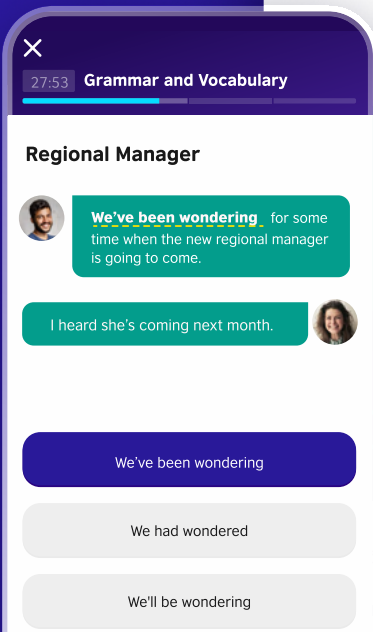 27:53 Grammar and Vocabulary
Regional Manager
We've been wondering for some
time when the new regional manager
is going to come.
I heard she's coming next month.
We've been wondering
We had wondered
We'll be wondering